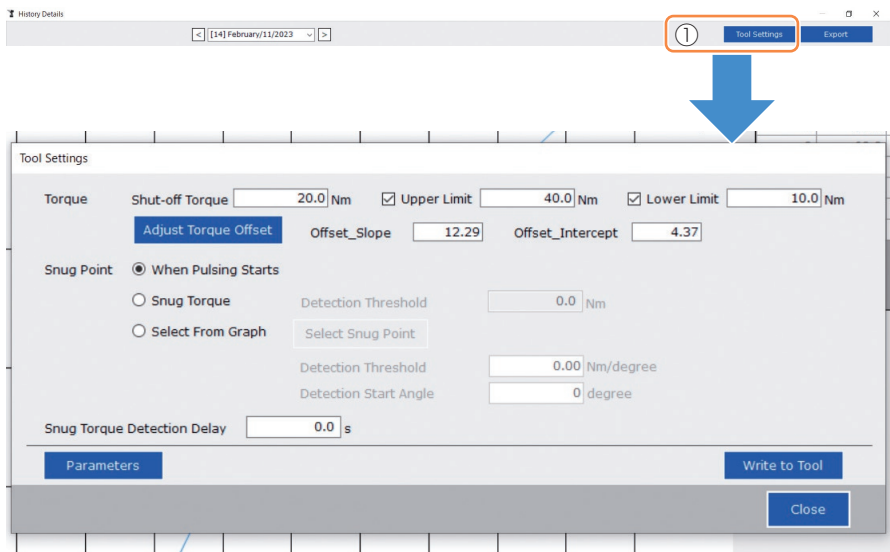 History Details
< [14] February/11/2023 >
① Tool Settings Export
Tool Settings
Torque Shut-off Torque 20.0 Nm Upper Limit 40.0 Nm Lower Limit 10.0 Nm
Adjust Torque Offset Offset_Slope 12.29 Offset_Intercept 4.37
Snug Point When Pulsing Starts
Snug Torque Detection Threshold 0.0 Nm
Select From Graph Select Snug Point
Detection Threshold 0.00 Nm/degree
Detection Start Angle 0 degree
Snug Torque Detection Delay 0.0 s
Parameters Write to Tool
Close